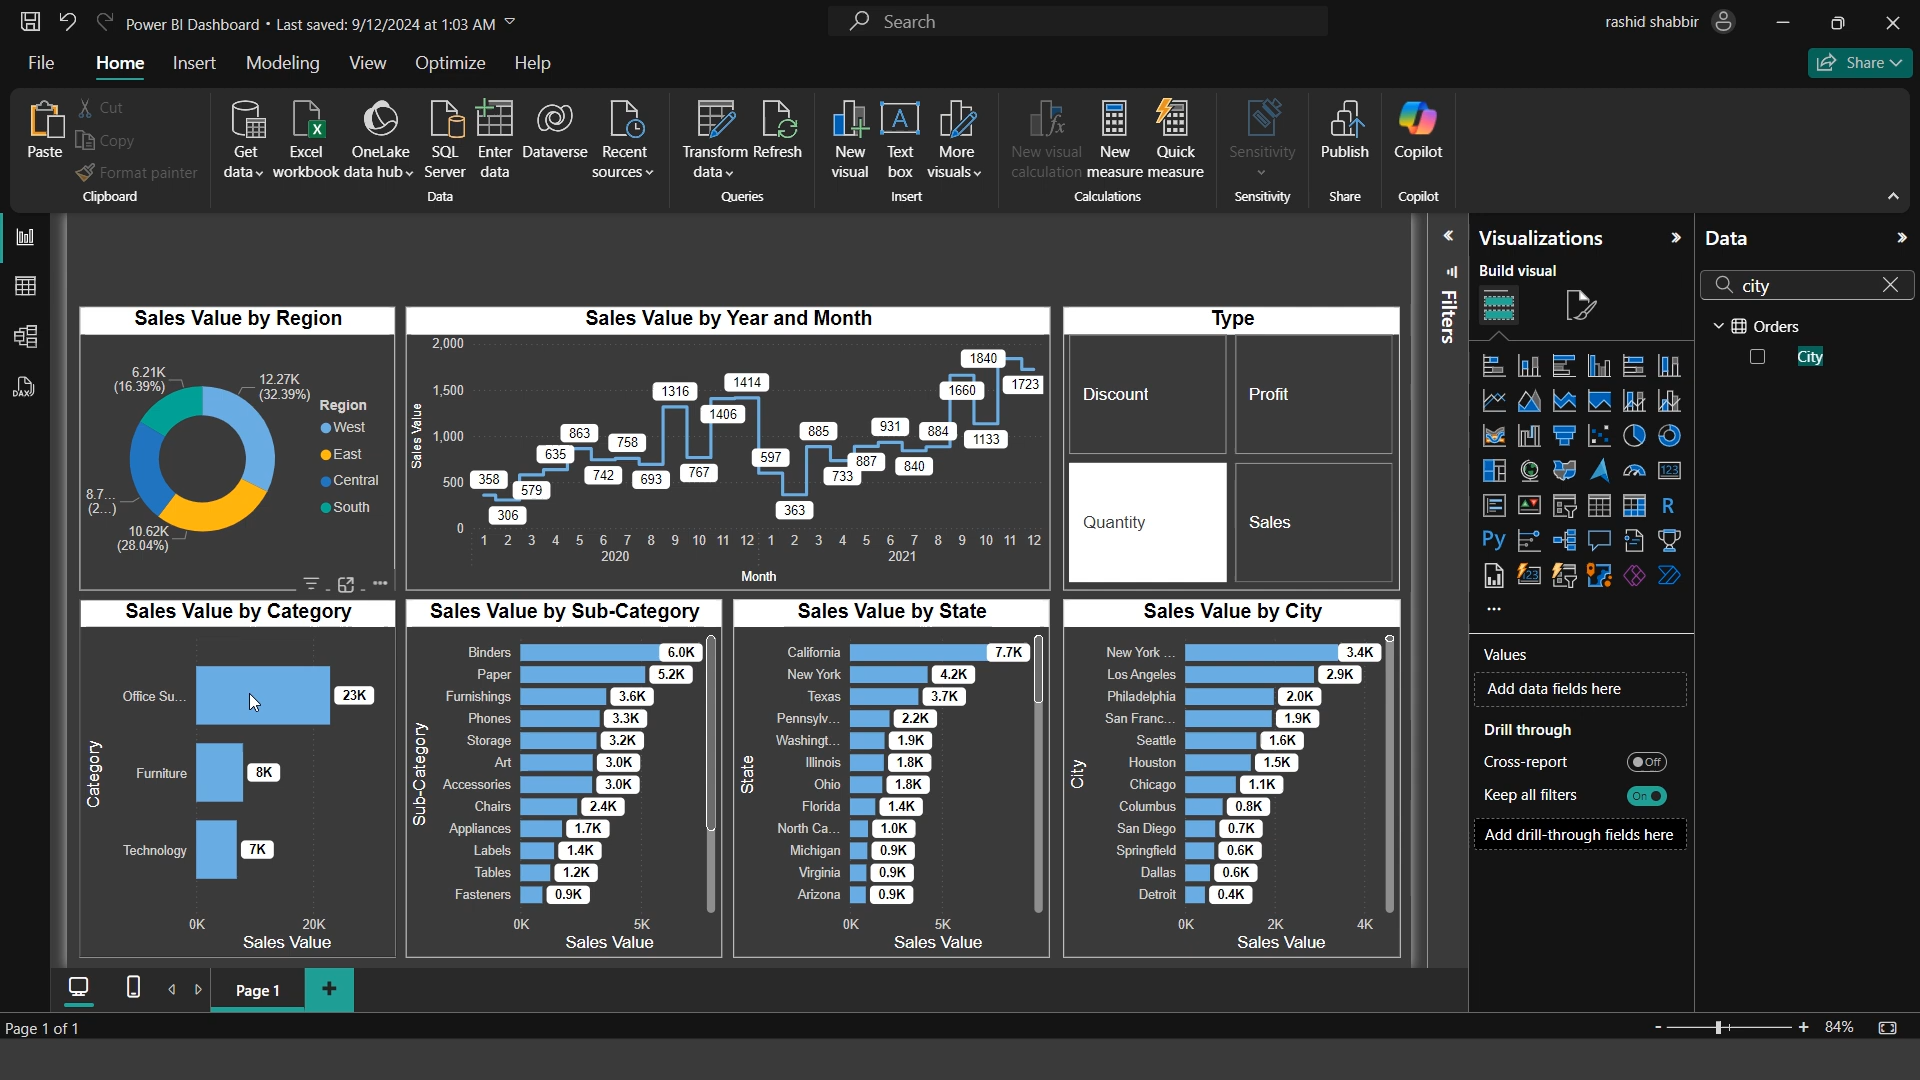 Power BI Dashboard • Last saved: 9/12/2024 at 1:03 AM
Search
rashid shabbir
File Home Insert Modeling View Optimize Help
Share
Paste
Cut
Copy
Format painter
Clipboard
Get data
Excel workbook
OneLake data hub
SQL Server
Enter data
Dataverse
Recent sources
Data
Transform data
Refresh
Queries
New visual
Text box
More visuals
Insert
New visual calculation
New measure
Quick measure
Calculations
Sensitivity
Sensitivity
Publish
Share
Copilot
Copilot
DAX
Sales Value by Region
6.21K
(16.39%)
12.27K
(32.39%)
8.7...
(2...)
10.62K
(28.04%)
Region
West
East
Central
South
Sales Value by Year and Month
Sales Value
2,000
1,500
1,000
500
0
358
306
579
635
863
742
758
693
1316
767
1406
1414
597
363
885
733
887
931
840
884
1660
1133
1840
1723
1 2 3 4 5 6 7 8 9 10 11 12 1 2 3 4 5 6 7 8 9 10 11 12
2020 2021
Month
Type
Discount
Profit
Quantity
Sales
Sales Value by Category
Category
Office Su... 23K
Furniture 8K
Technology 7K
0K 20K
Sales Value
Sales Value by Sub-Category
Sub-Category
Binders 6.0K
Paper 5.2K
Furnishings 3.6K
Phones 3.3K
Storage 3.2K
Art 3.0K
Accessories 3.0K
Chairs 2.4K
Appliances 1.7K
Labels 1.4K
Tables 1.2K
Fasteners 0.9K
0K 5K
Sales Value
Sales Value by State
State
California 7.7K
New York 4.2K
Texas 3.7K
Pennsylv... 2.2K
Washingt... 1.9K
Illinois 1.8K
Ohio 1.8K
Florida 1.4K
North Ca... 1.0K
Michigan 0.9K
Virginia 0.9K
Arizona 0.9K
0K 5K
Sales Value
Sales Value by City
City
New York ... 3.4K
Los Angeles 2.9K
Philadelphia 2.0K
San Franc... 1.9K
Seattle 1.6K
Houston 1.5K
Chicago 1.1K
Columbus 0.8K
San Diego 0.7K
Springfield 0.6K
Dallas 0.6K
Detroit 0.4K
0K 2K 4K
Sales Value
Filters
Visualizations
Build visual
123
R
Py
123
Values
Add data fields here
Drill through
Cross-report Off
Keep all filters On
Add drill-through fields here
Data
city
Orders
City
Page 1
Page 1 of 1
- + 84%